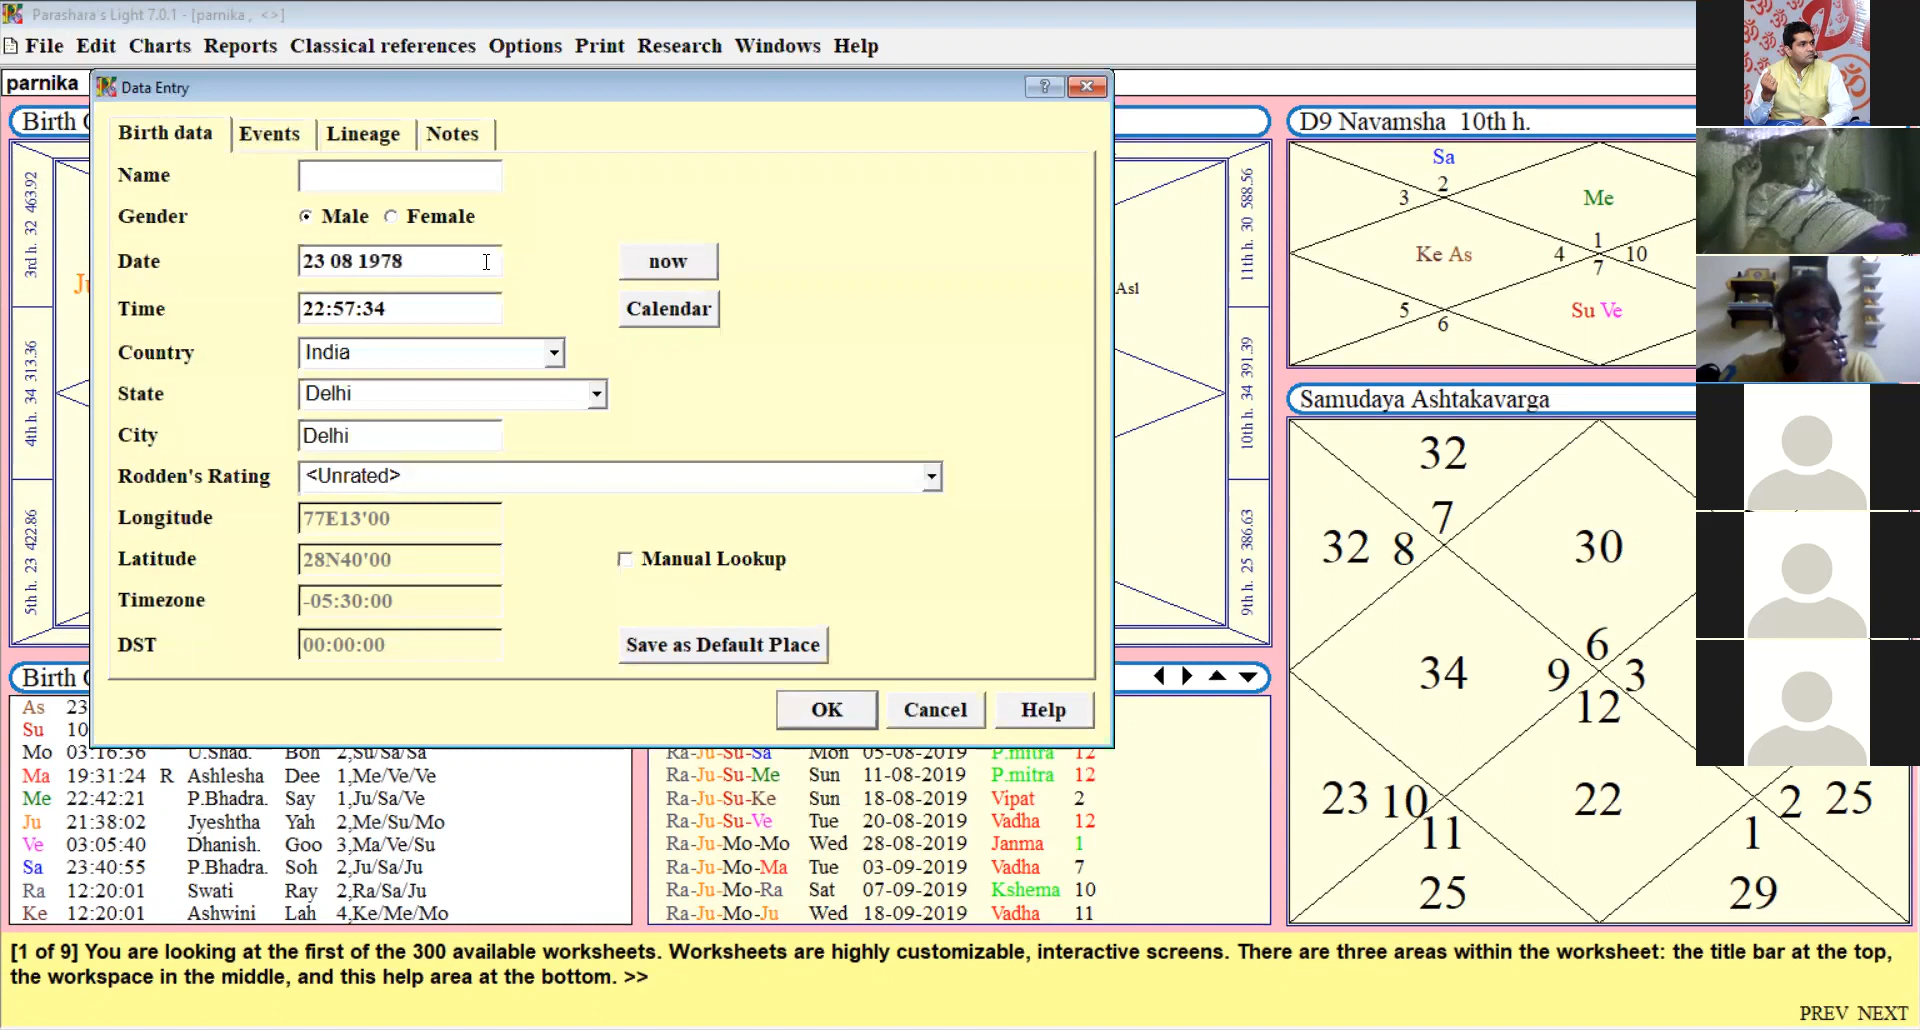 Parashara's Light 7.0.1 - [parnika , <>]
File Edit Charts Reports Classical references Options Print Research Windows Help
parnika
Data Entry
Birth data Events Lineage Notes
Name
Gender Male Female
Date 23 08 1978 now
Time 22:57:34 Calendar
Country India
State Delhi
City Delhi
Rodden's Rating <Unrated>
Longitude 77E13'00
Latitude 28N40'00 Manual Lookup
Timezone -05:30:00
DST 00:00:00 Save as Default Place
OK Cancel Help
Birth
3rd h. 32 463.92
4th h. 34 313.36
5th h. 23 422.86
11th h. 30 588.56
10th h. 34 391.39
9th h. 25 386.63
Asl
D9 Navamsha 10th h.
Sa
2
3
Me
Ke As
4 1 10
7
5
6
Su Ve
Samudaya Ashtakavarga
32
7
32 8
30
6
34 9 3
12
23 10
22
2 25
11
1
25
29
Birth
As 23
Su 10
Mo 03:16:36 U.Shad. Boh 2,Su/Sa/Sa
Ma 19:31:24 R Ashlesha Dee 1,Me/Ve/Ve
Me 22:42:21 P.Bhadra. Say 1,Ju/Sa/Ve
Ju 21:38:02 Jyeshtha Yah 2,Me/Su/Mo
Ve 03:05:40 Dhanish. Goo 3,Ma/Ve/Su
Sa 23:40:55 P.Bhadra. Soh 2,Ju/Sa/Ju
Ra 12:20:01 Swati Ray 2,Ra/Sa/Ju
Ke 12:20:01 Ashwini Lah 4,Ke/Me/Mo
Ra-Ju-Su-Sa Mon 05-08-2019 P.mitra 12
Ra-Ju-Su-Me Sun 11-08-2019 P.mitra 12
Ra-Ju-Su-Ke Sun 18-08-2019 Vipat 2
Ra-Ju-Su-Ve Tue 20-08-2019 Vadha 12
Ra-Ju-Mo-Mo Wed 28-08-2019 Janma 1
Ra-Ju-Mo-Ma Tue 03-09-2019 Vadha 7
Ra-Ju-Mo-Ra Sat 07-09-2019 Kshema 10
Ra-Ju-Mo-Ju Wed 18-09-2019 Vadha 11
[1 of 9] You are looking at the first of the 300 available worksheets. Worksheets are highly customizable, interactive screens. There are three areas within the worksheet: the title bar at the top,
the workspace in the middle, and this help area at the bottom. >>
PREV NEXT